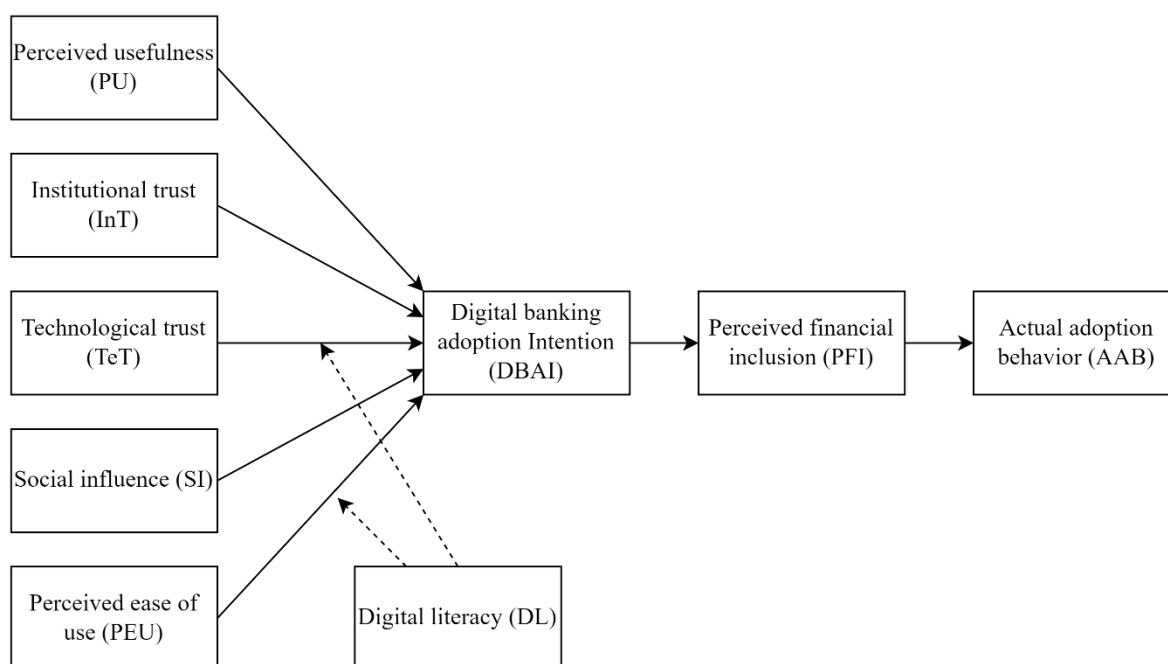 Perceived usefulness
(PU)
Institutional trust
(InT)
Technological trust
(TeT)
Social influence (SI)
Perceived ease of
use (PEU)
Digital banking
adoption Intention
(DBAI)
Perceived financial
inclusion (PFI)
Actual adoption
behavior (AAB)
Digital literacy (DL)